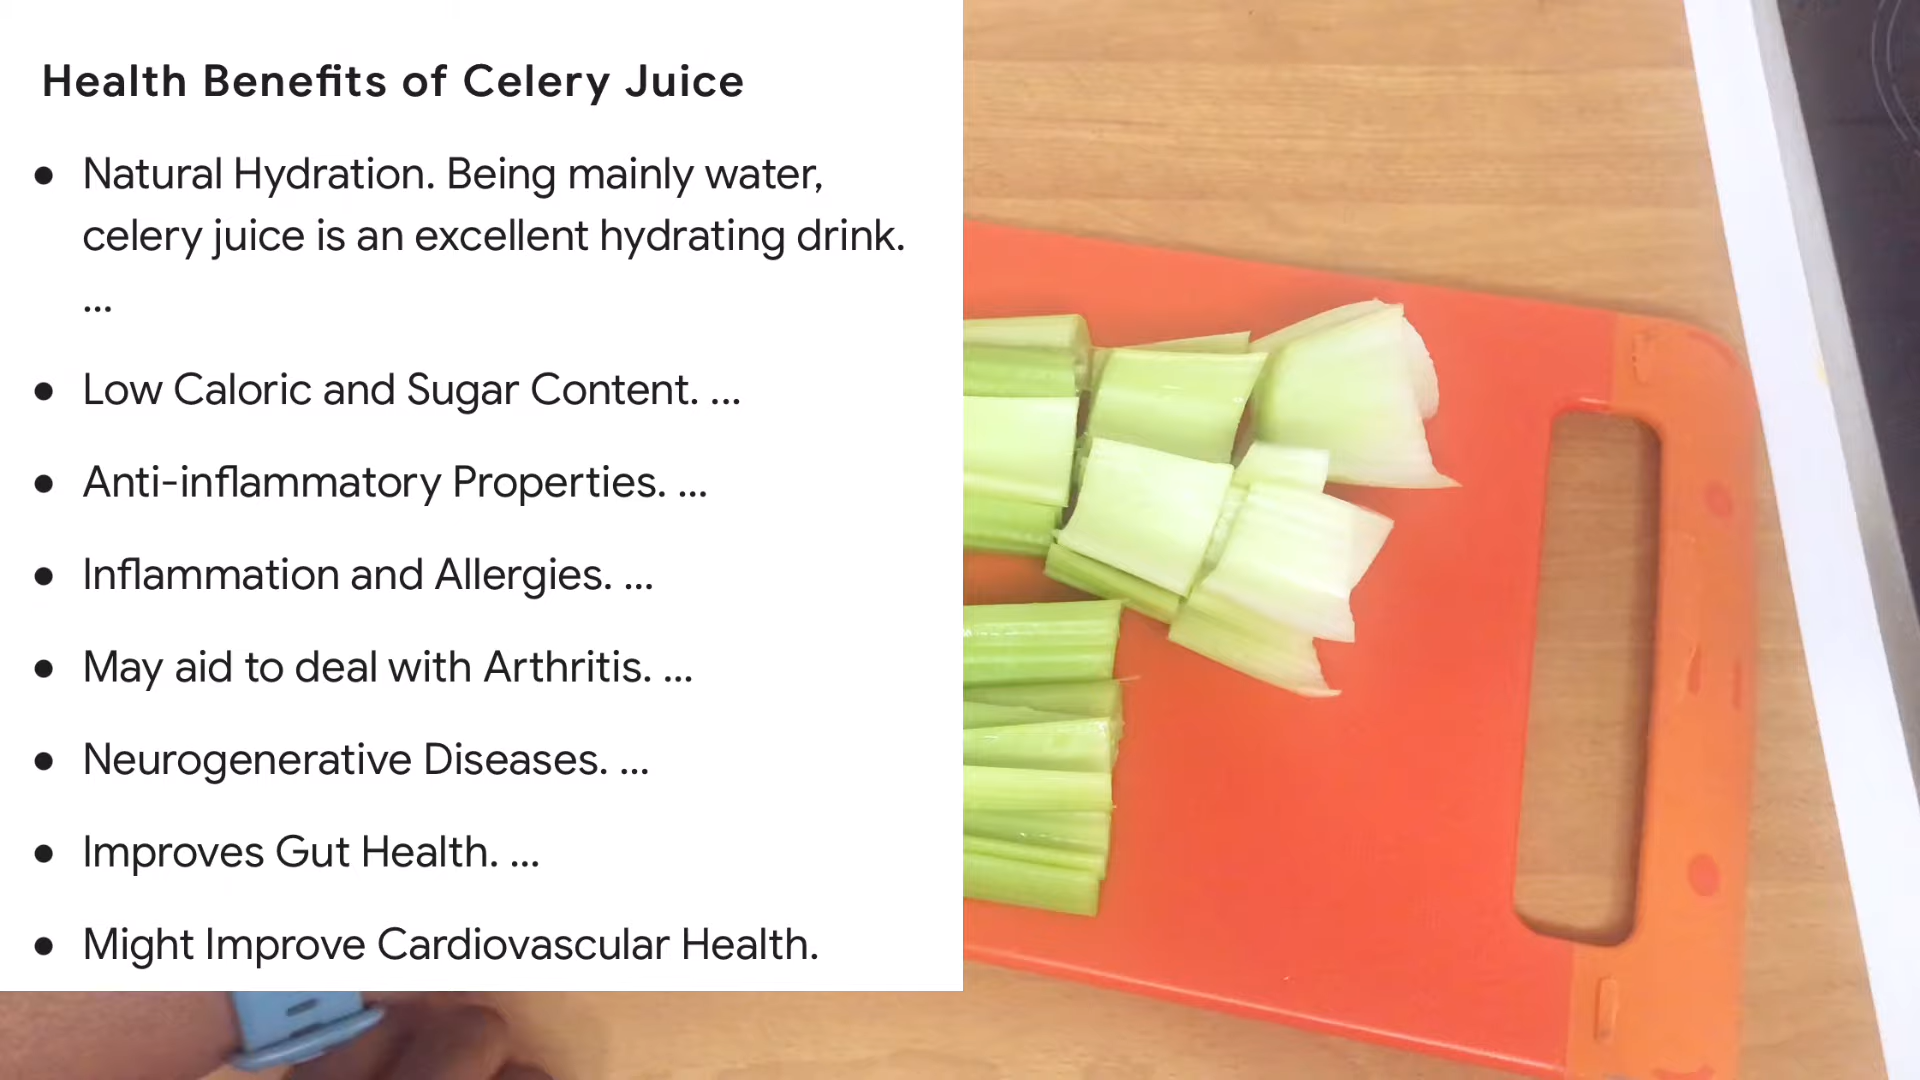 Health Benefits of Celery Juice
● Natural Hydration. Being mainly water,
celery juice is an excellent hydrating drink.
...
● Low Caloric and Sugar Content. ...
● Anti-inflammatory Properties. ...
● Inflammation and Allergies. ...
● May aid to deal with Arthritis. ...
● Neurogenerative Diseases. ...
● Improves Gut Health. ...
● Might Improve Cardiovascular Health.